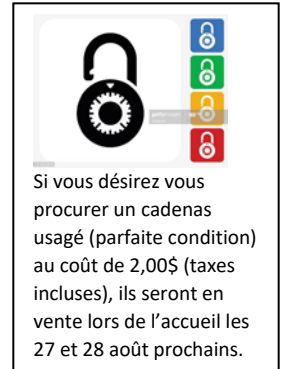 Si vous désirez vous
procurer un cadenas
usagé (parfaite condition)
au coût de 2,00$ (taxes
incluses), ils seront en
vente lors de l’accueil les
27 et 28 août prochains.